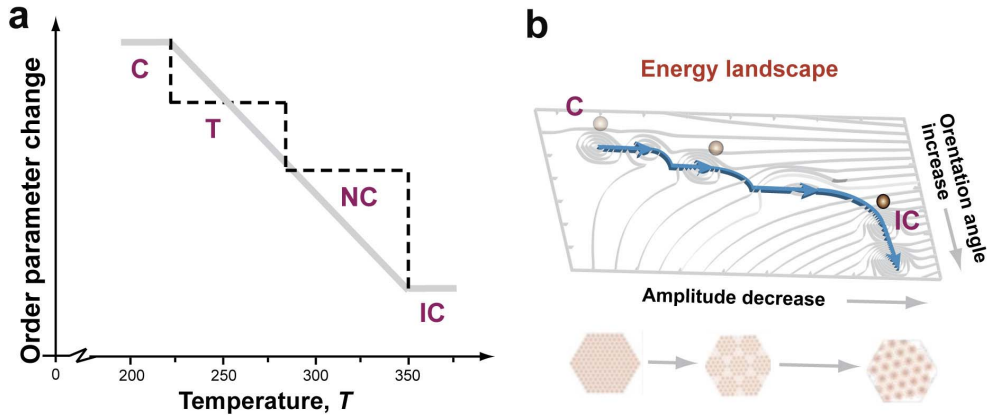 a
Order parameter change
C
T
NC
IC
0
200
250
300
350
Temperature, T
b
Energy landscape
C
IC
Orentation angle
increase
Amplitude decrease